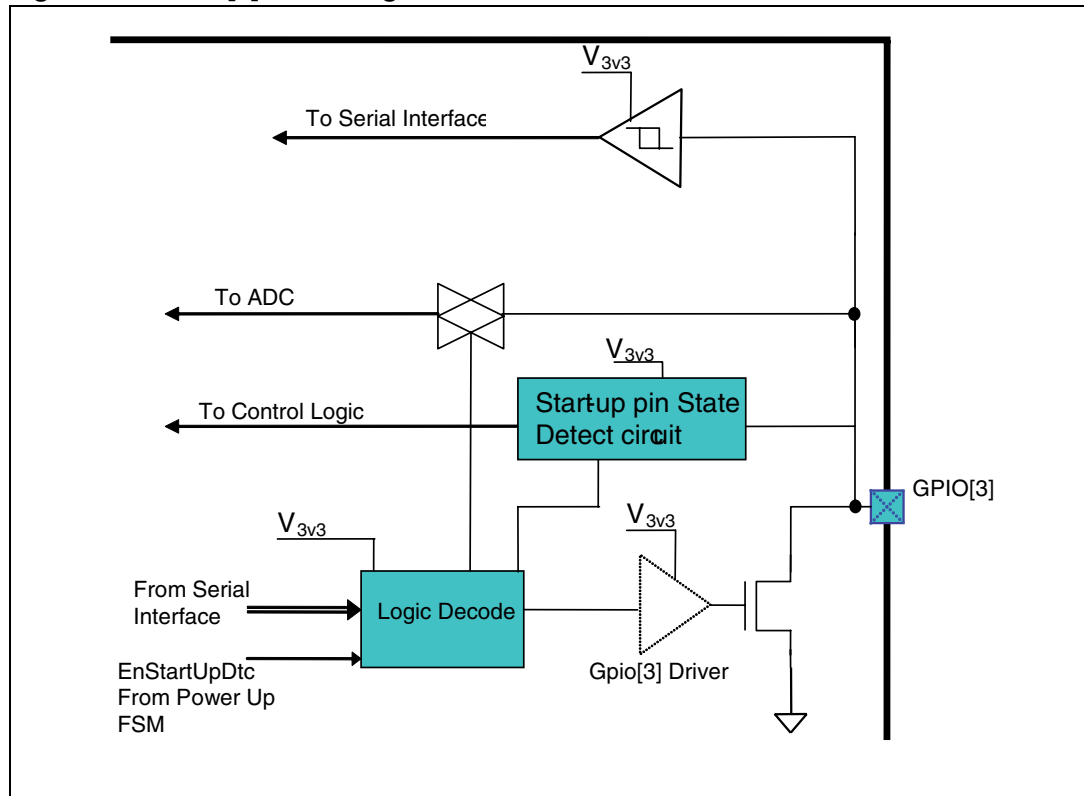 V3v3
To Serial Interface
To ADC
V3v3
Start-up pin State
Detect circuit
To Control Logic
GPIO[3]
V3v3
V3v3
From Serial
Interface
Logic Decode
EnStartUpDtc
From Power Up
FSM
Gpio[3] Driver